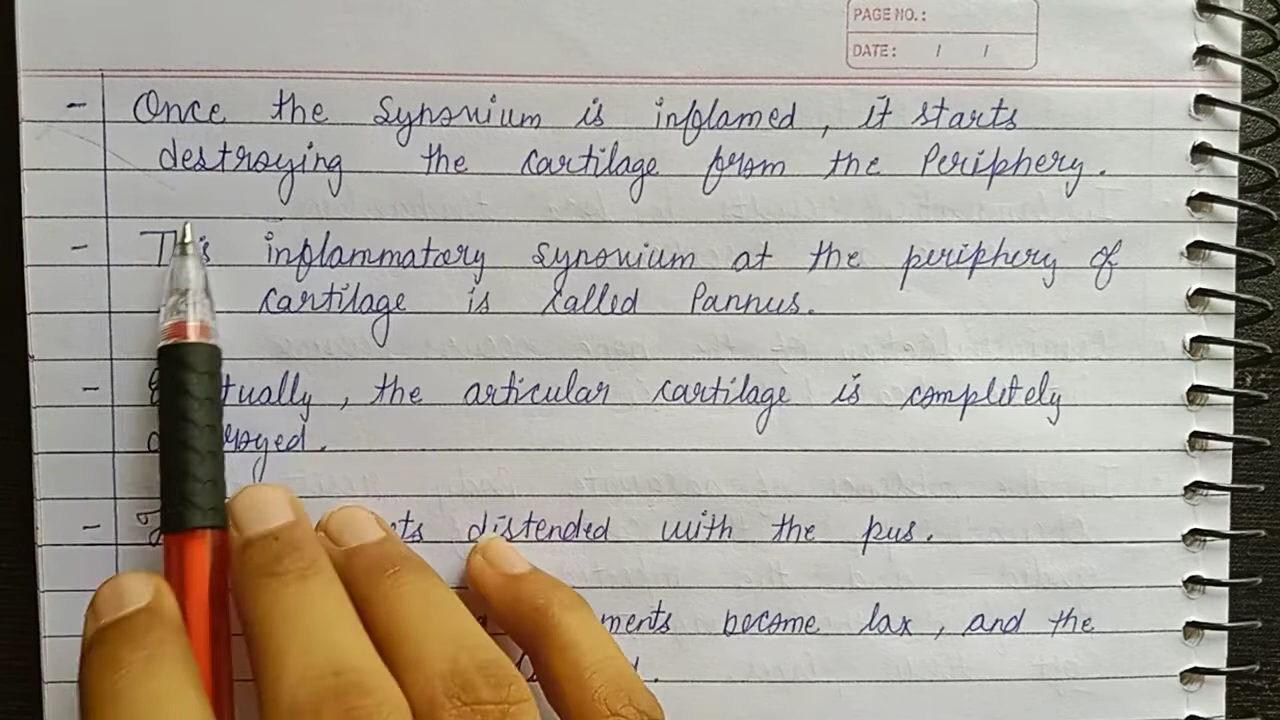 PAGE NO.:
DATE: / /
- Once the synovium is inflamed, it starts
destroying the cartilage from the Periphery.
- This inflammatory synovium at the periphery of
cartilage is called Pannus.
- tually, the articular cartilage is completely
royed.
- distended with the pus.
ments become lax, and the